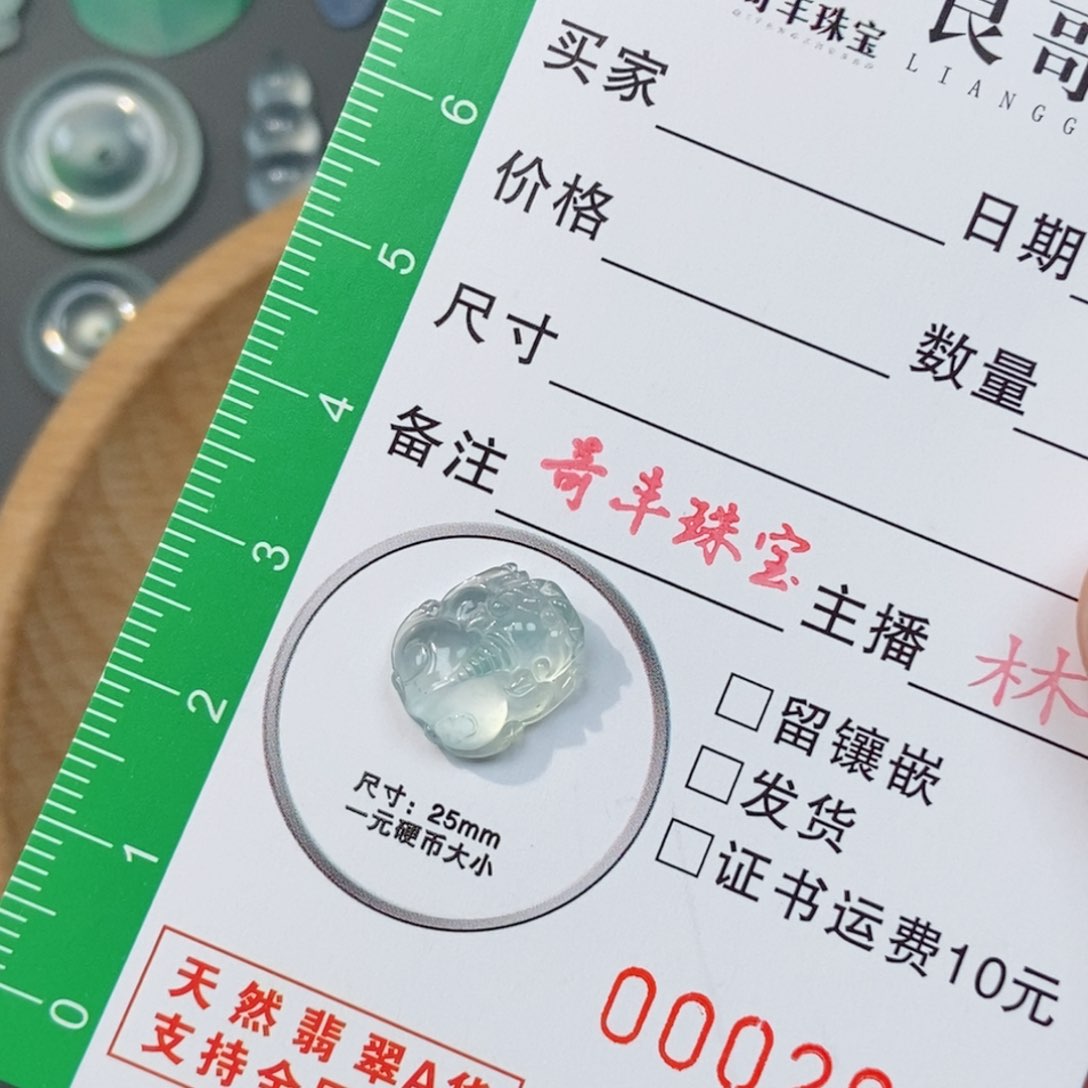 丰珠宝 良哥
LIANGG
买家
日期
价格
数量
尺寸
备注 奇丰珠宝
主播 林
尺寸：25mm
一元硬币大小
□留镶嵌
□发货
□证书运费10元
天然翡翠A货
支持全
0002
0 1 2 3 4 5 6